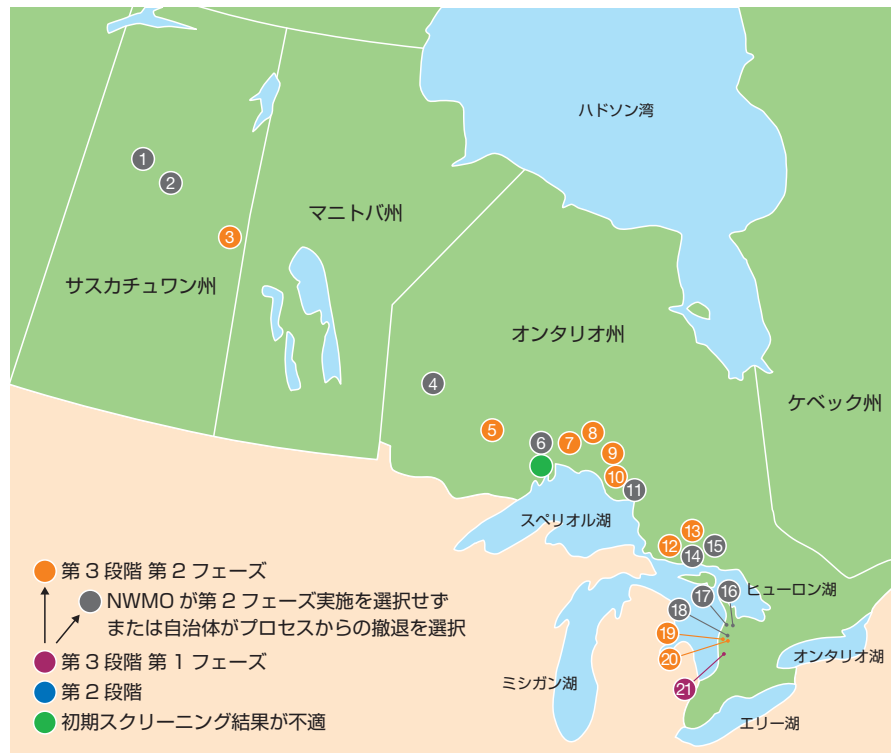 ハドソン湾
1
2
マニトバ州
3
サスカチュワン州
オンタリオ州
4
ケベック州
5
6
7
8
9
10
11
スペリオル湖
12
13
14
15
16
17
18
19
20
21
ヒューロン湖
オンタリオ湖
ミシガン湖
エリー湖
第3段階 第2フェーズ
NWMOが第2フェーズ実施を選択せず
または自治体がプロセスからの撤退を選択
第3段階 第1フェーズ
第2段階
初期スクリーニング結果が不適